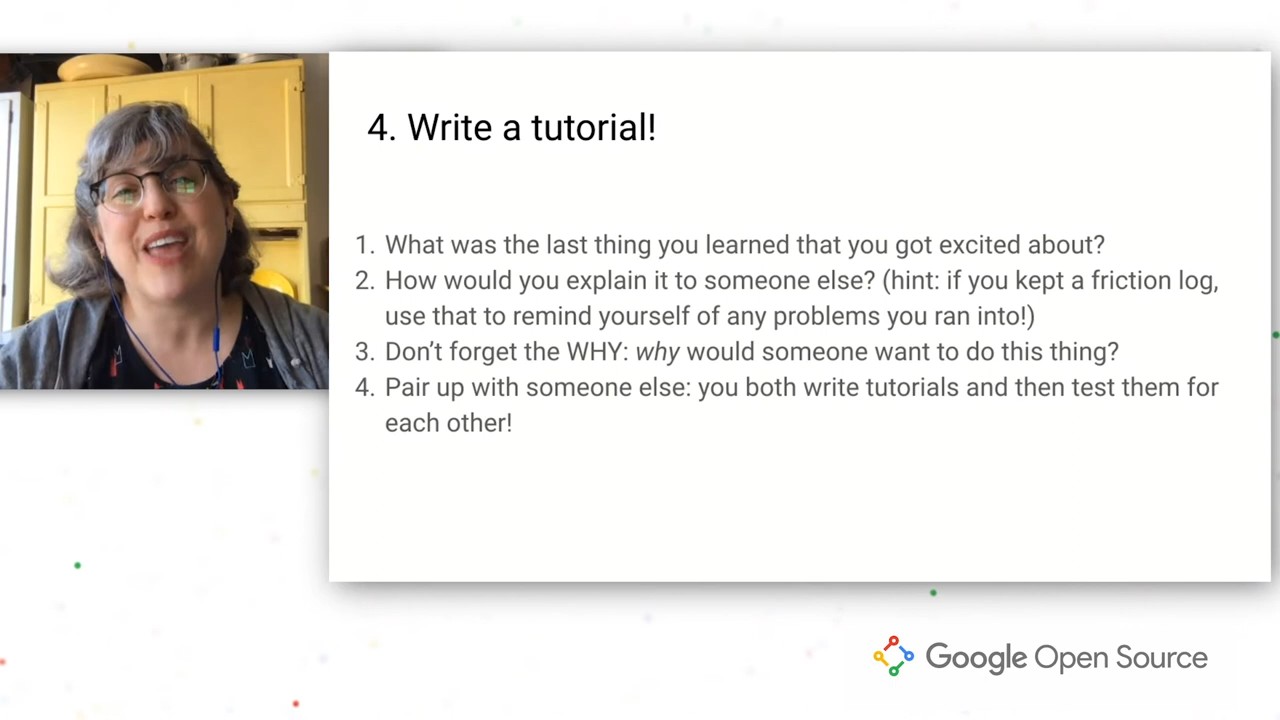 4. Write a tutorial!
1. What was the last thing you learned that you got excited about?
2. How would you explain it to someone else? (hint: if you kept a friction log,
use that to remind yourself of any problems you ran into!)
3. Don’t forget the WHY: why would someone want to do this thing?
4. Pair up with someone else: you both write tutorials and then test them for
each other!
Google Open Source